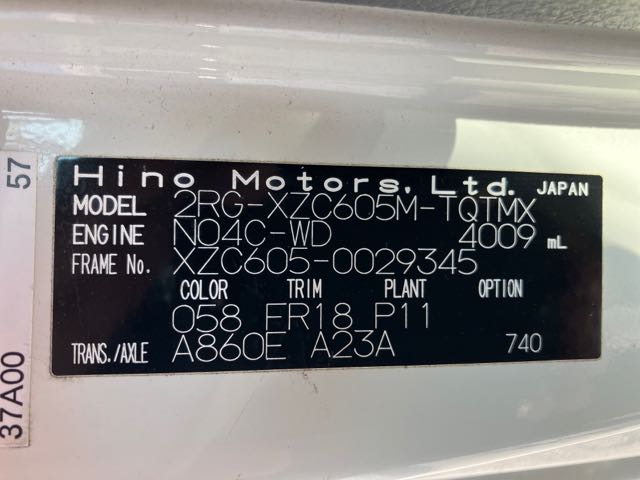 Hino Motors, Ltd. JAPAN
MODEL 2RG-XZC605M-TQTMX
ENGINE N04C-WD 4009 mL
FRAME No. XZC605-0029345
COLOR TRIM PLANT OPTION
058 FR18 P11
TRANS./AXLE A860E A23A 740
57
37A00